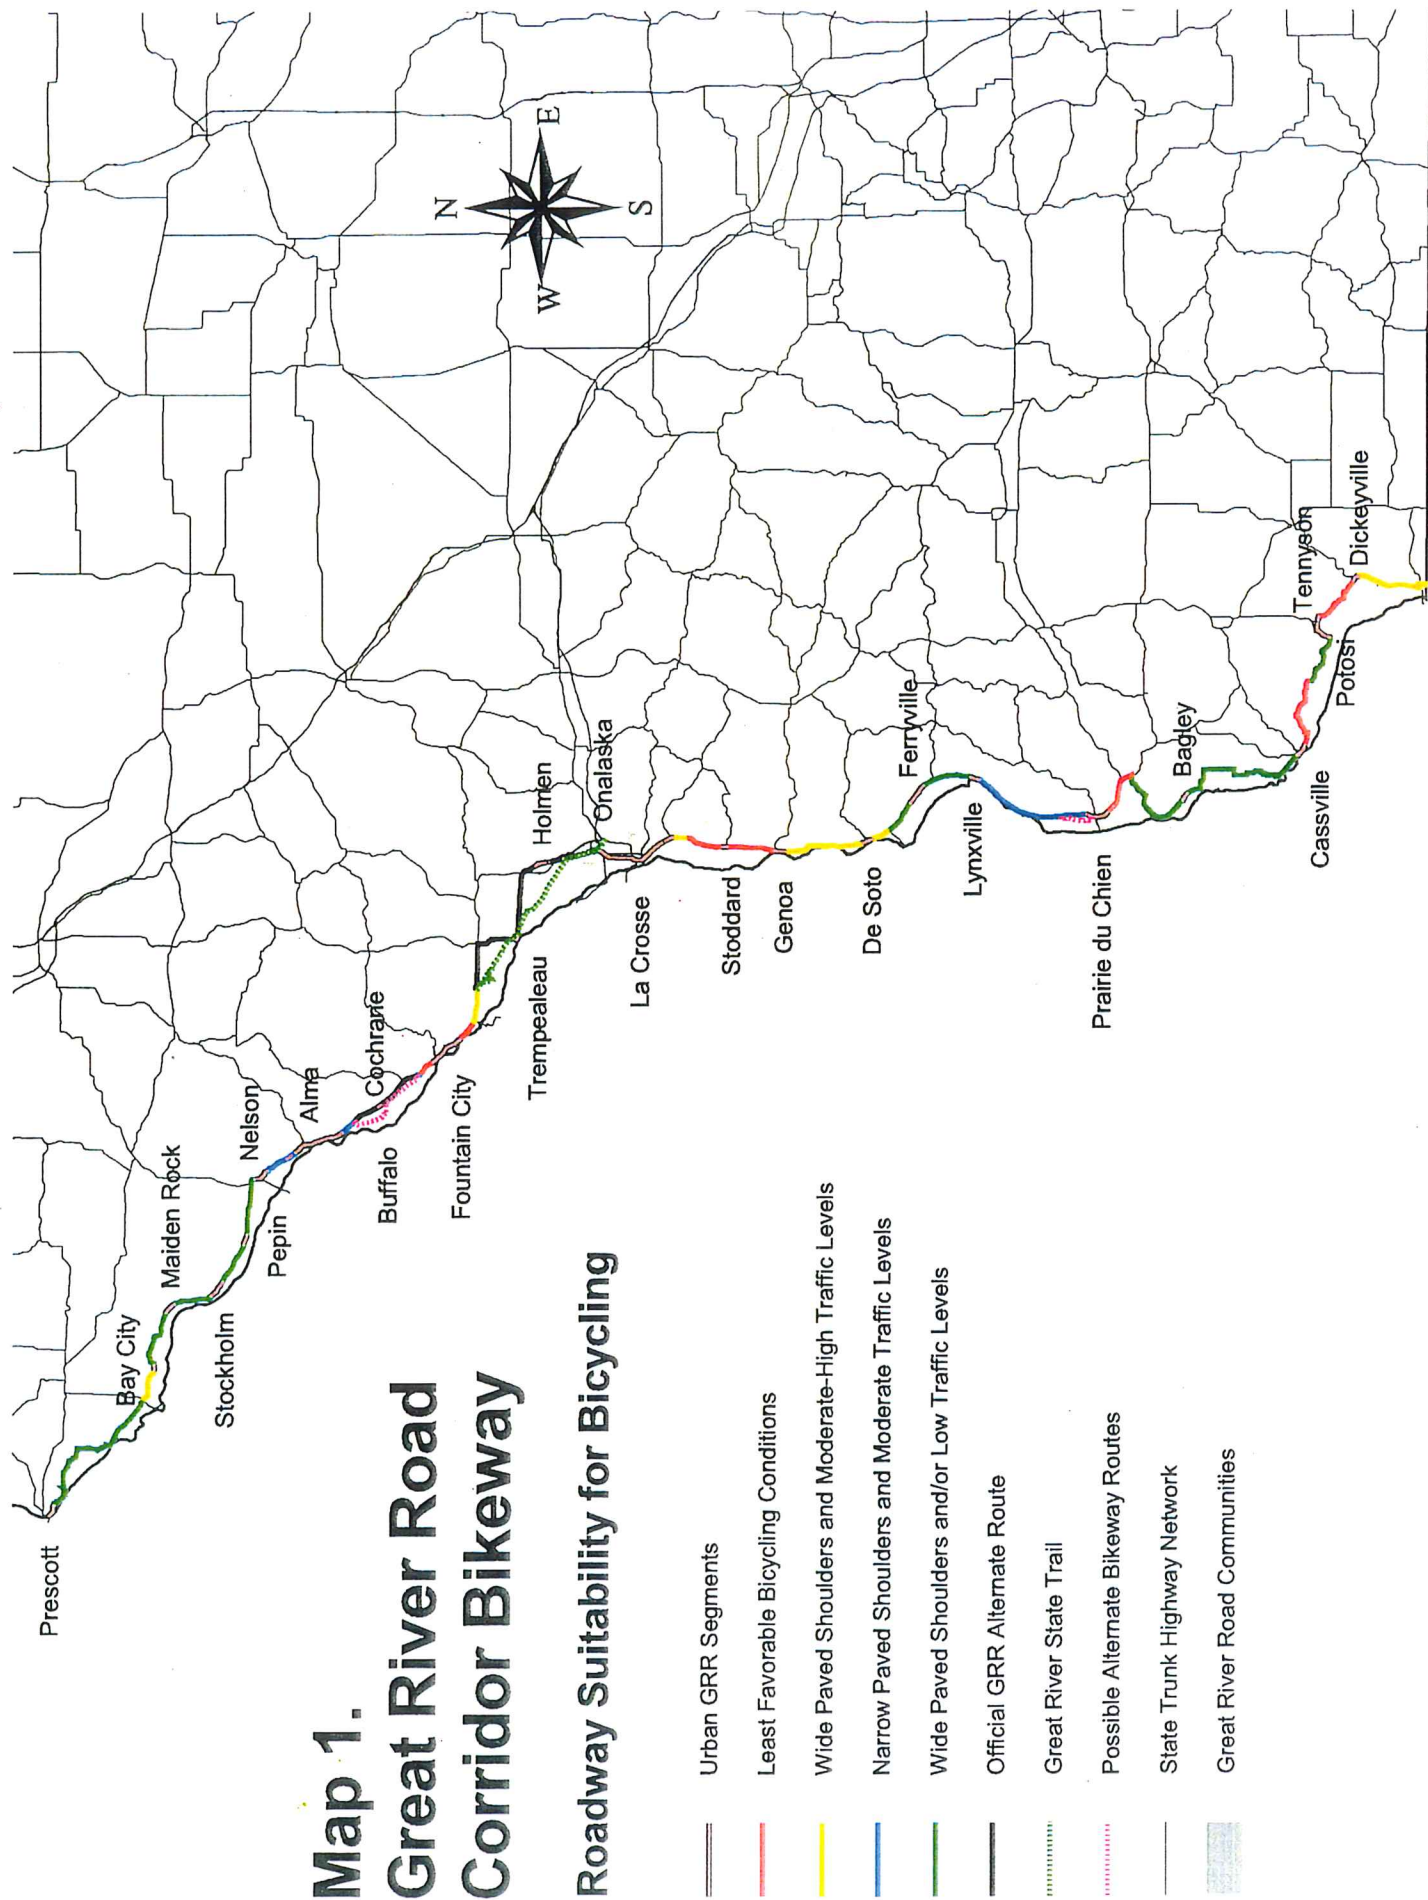 Map 1.
Great River Road
Corridor Bikeway
Roadway Suitability for Bicycling
Urban GRR Segments
Least Favorable Bicycling Conditions
Wide Paved Shoulders and Moderate-High Traffic Levels
Narrow Paved Shoulders and Moderate Traffic Levels
Wide Paved Shoulders and/or Low Traffic Levels
Official GRR Alternate Route
Great River State Trail
Possible Alternate Bikeway Routes
State Trunk Highway Network
Great River Road Communities
Prescott
Bay City
Maiden Rock
Stockholm
Pepin
Nelson
Alma
Buffalo
Cochrane
Fountain City
Trempealeau
Holmen
Onalaska
La Crosse
Stoddard
Genoa
De Soto
Ferryville
Lynxville
Prairie du Chien
Bagley
Cassville
Potosi
Tennyson
Dickeyville
N
W
E
S